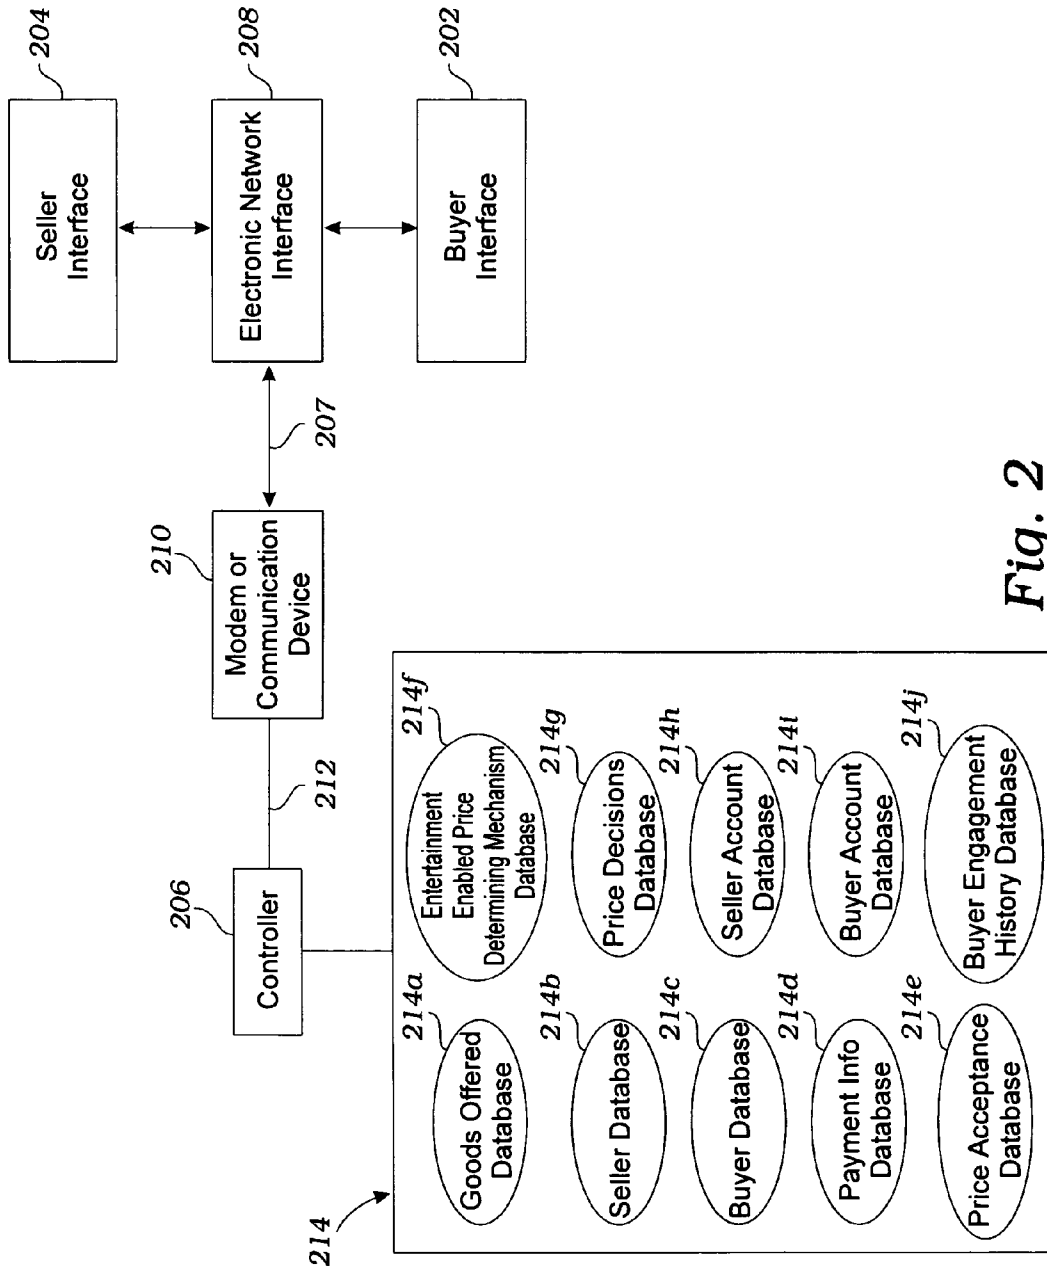 204
Seller
Interface
208
Electronic Network
Interface
202
Buyer
Interface
207
210
Modem or
Communication
Device
212
206
Controller
214
214a
Goods Offered
Database
214b
Seller Database
214c
Buyer Database
214d
Payment Info
Database
214e
Price Acceptance
Database
214f
Entertainment
Enabled Price
Determining Mechanism
Database
214g
Price Decisions
Database
214h
Seller Account
Database
214i
Buyer Account
Database
214j
Buyer Engagement
History Database
Fig. 2